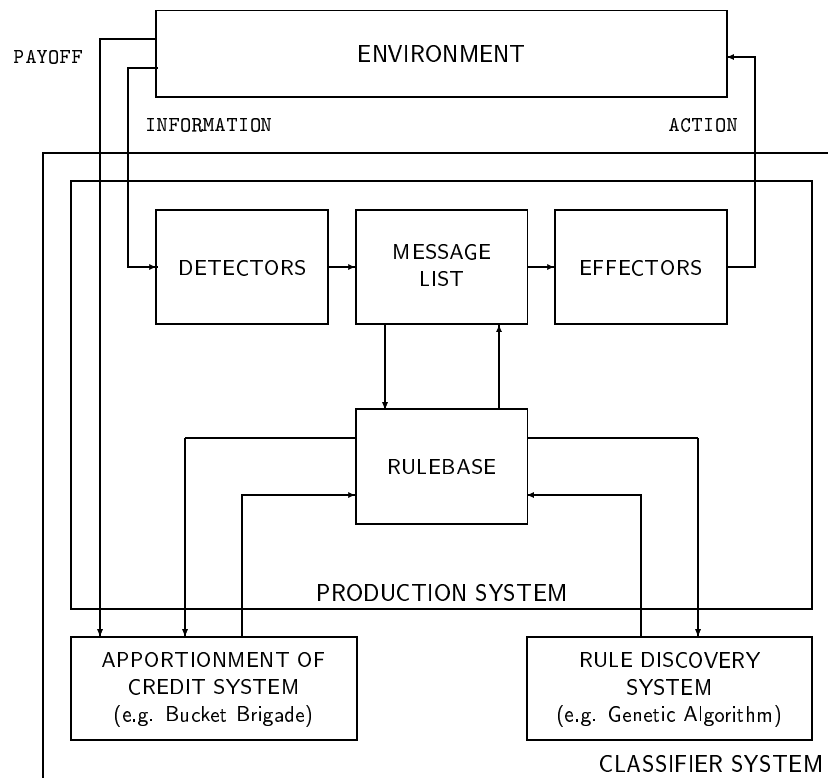 ENVIRONMENT
PAYOFF
INFORMATION
ACTION
DETECTORS
MESSAGE
LIST
EFFECTORS
RULEBASE
PRODUCTION SYSTEM
APPORTIONMENT OF
CREDIT SYSTEM
(e.g. Bucket Brigade)
RULE DISCOVERY
SYSTEM
(e.g. Genetic Algorithm)
CLASSIFIER SYSTEM